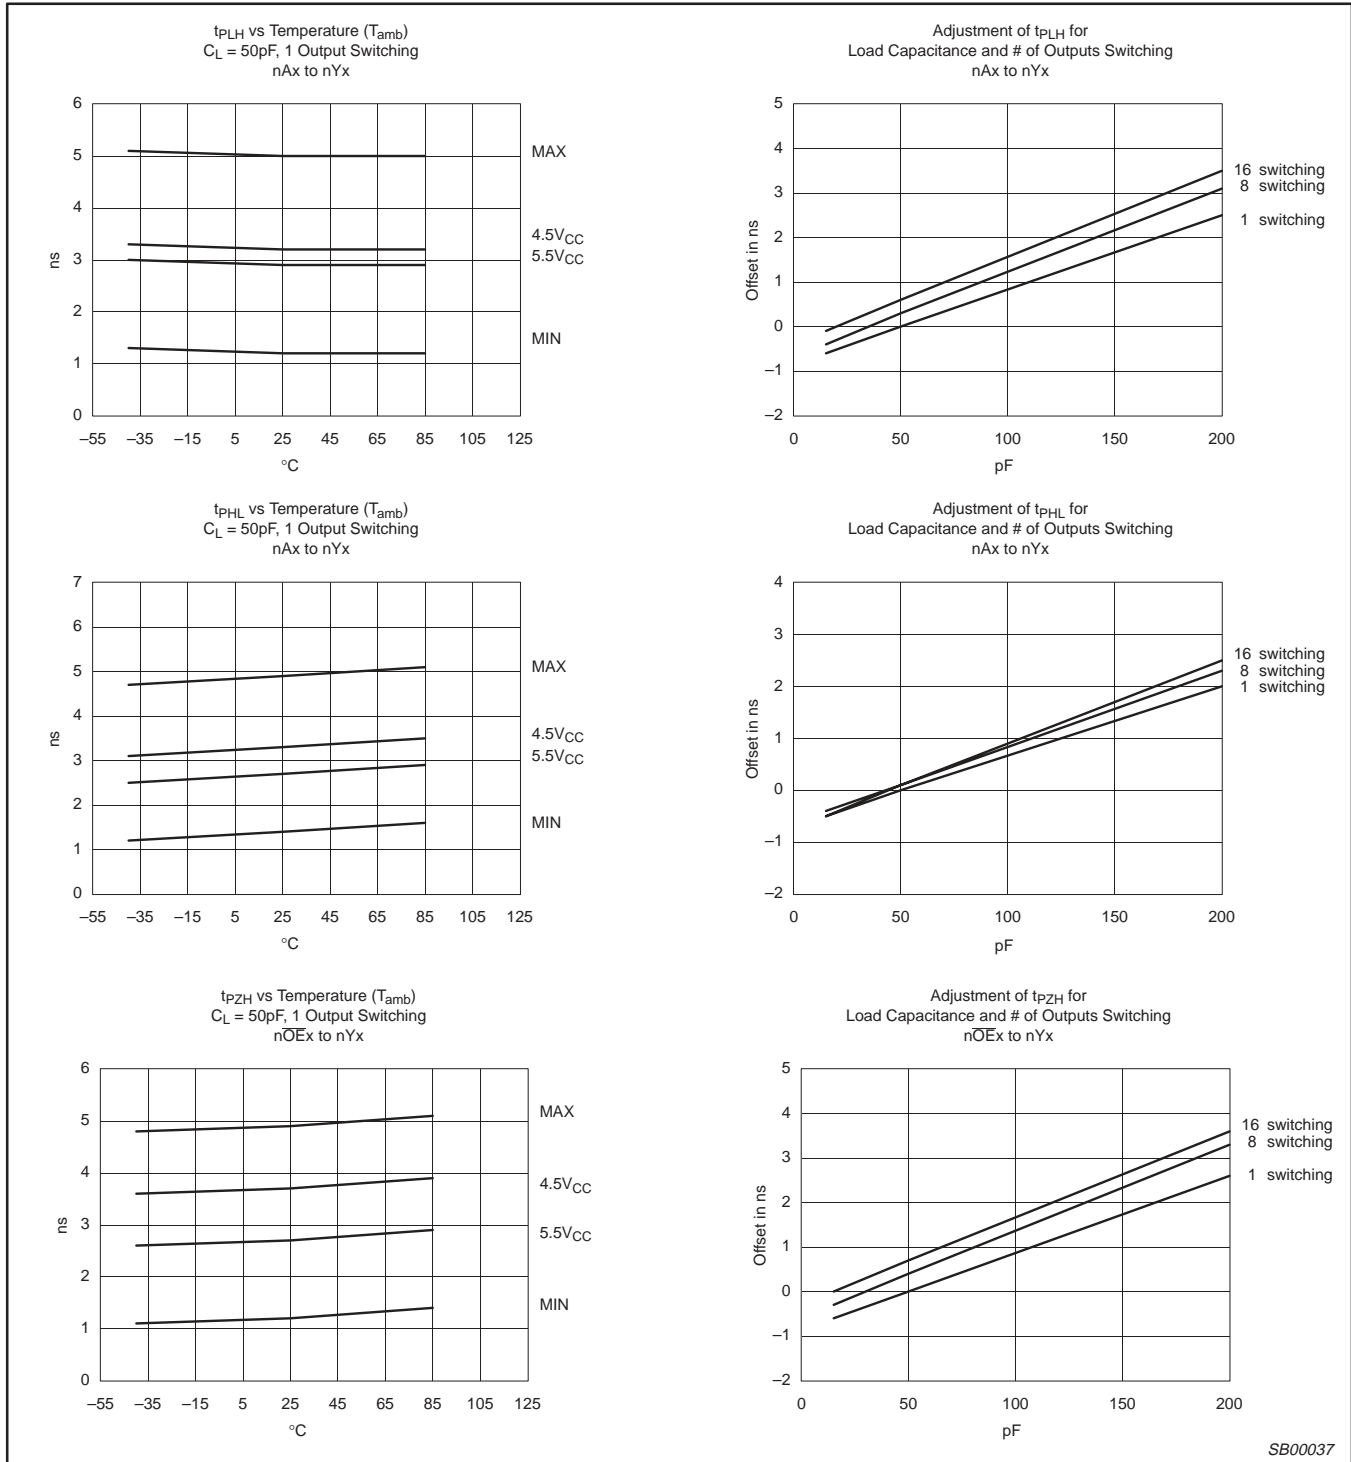 tPLH vs Temperature (Tamb)
CL = 50pF, 1 Output Switching
nAx to nYx
6
5
4
3
2
1
0
ns
MAX
4.5VCC
5.5VCC
MIN
–55 –35 –15 5 25 45 65 85 105 125
°C
Adjustment of tPLH for
Load Capacitance and # of Outputs Switching
nAx to nYx
5
4
3
2
1
0
–1
–2
Offset in ns
16 switching
8 switching
1 switching
0 50 100 150 200
pF
tPHL vs Temperature (Tamb)
CL = 50pF, 1 Output Switching
nAx to nYx
7
6
5
4
3
2
1
0
ns
MAX
4.5VCC
5.5VCC
MIN
–55 –35 –15 5 25 45 65 85 105 125
°C
Adjustment of tPHL for
Load Capacitance and # of Outputs Switching
nAx to nYx
4
3
2
1
0
–1
–2
Offset in ns
16 switching
8 switching
1 switching
0 50 100 150 200
pF
tPZH vs Temperature (Tamb)
CL = 50pF, 1 Output Switching
nO̅E̅x to nYx
6
5
4
3
2
1
0
ns
MAX
4.5VCC
5.5VCC
MIN
–55 –35 –15 5 25 45 65 85 105 125
°C
Adjustment of tPZH for
Load Capacitance and # of Outputs Switching
nO̅E̅x to nYx
5
4
3
2
1
0
–1
–2
Offset in ns
16 switching
8 switching
1 switching
0 50 100 150 200
pF
SB00037